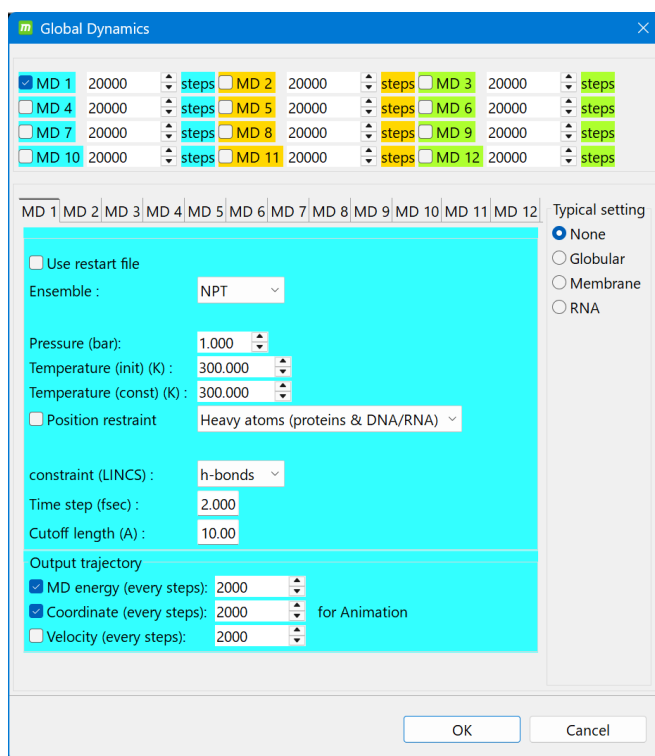 m Global Dynamics
MD 1 20000 steps MD 2 20000 steps MD 3 20000 steps
MD 4 20000 steps MD 5 20000 steps MD 6 20000 steps
MD 7 20000 steps MD 8 20000 steps MD 9 20000 steps
MD 10 20000 steps MD 11 20000 steps MD 12 20000 steps
MD 1 MD 2 MD 3 MD 4 MD 5 MD 6 MD 7 MD 8 MD 9 MD 10 MD 11 MD 12
Typical setting
None
Globular
Membrane
RNA
Use restart file
Ensemble : NPT
Pressure (bar): 1.000
Temperature (init) (K) : 300.000
Temperature (const) (K) : 300.000
Position restraint Heavy atoms (proteins & DNA/RNA)
constraint (LINCS) : h-bonds
Time step (fsec) : 2.000
Cutoff length (A) : 10.00
Output trajectory
MD energy (every steps): 2000
Coordinate (every steps): 2000 for Animation
Velocity (every steps): 2000
OK Cancel